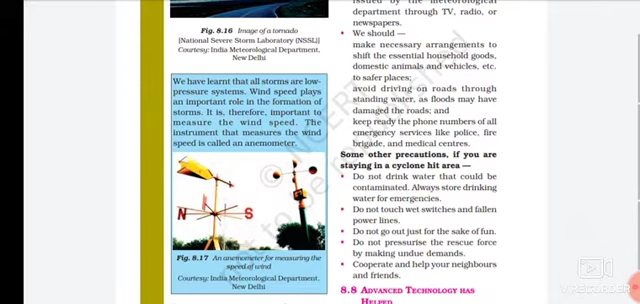 Fig. 8.16 Image of a tornado
[National Severe Storm Laboratory (NSSL)]
Courtesy: India Meteorological Department,
New Delhi
We have learnt that all storms are low-
pressure systems. Wind speed plays
an important role in the formation of
storms. It is, therefore, important to
measure the wind speed. The
instrument that measures the wind
speed is called an anemometer.
N S
Fig. 8.17 An anemometer for measuring the
speed of wind
Courtesy: India Meteorological Department,
New Delhi
issued by the meteorological
department through TV, radio, or
newspapers.
• We should —
make necessary arrangements to
shift the essential household goods,
domestic animals and vehicles, etc.
to safer places;
avoid driving on roads through
standing water, as floods may have
damaged the roads; and
keep ready the phone numbers of all
emergency services like police, fire
brigade, and medical centres.
Some other precautions, if you are
staying in a cyclone hit area —
• Do not drink water that could be
contaminated. Always store drinking
water for emergencies.
• Do not touch wet switches and fallen
power lines.
• Do not go out just for the sake of fun.
• Do not pressurise the rescue force
by making undue demands.
• Cooperate and help your neighbours
and friends.
8.8 ADVANCED TECHNOLOGY HAS
HELPED
© NCERT
not to be republished
V RECORDER